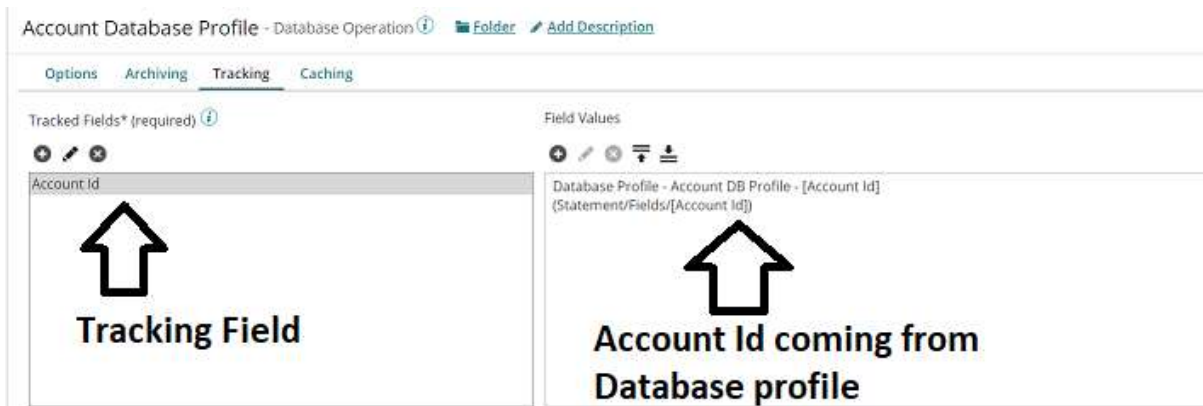 Account Database Profile - Database Operation i Folder Add Description
Options Archiving Tracking Caching
Tracked Fields* (required) i
Field Values
Account Id
Database Profile - Account DB Profile - [Account Id]
(Statement/Fields/[Account Id])
Tracking Field
Account Id coming from
Database profile